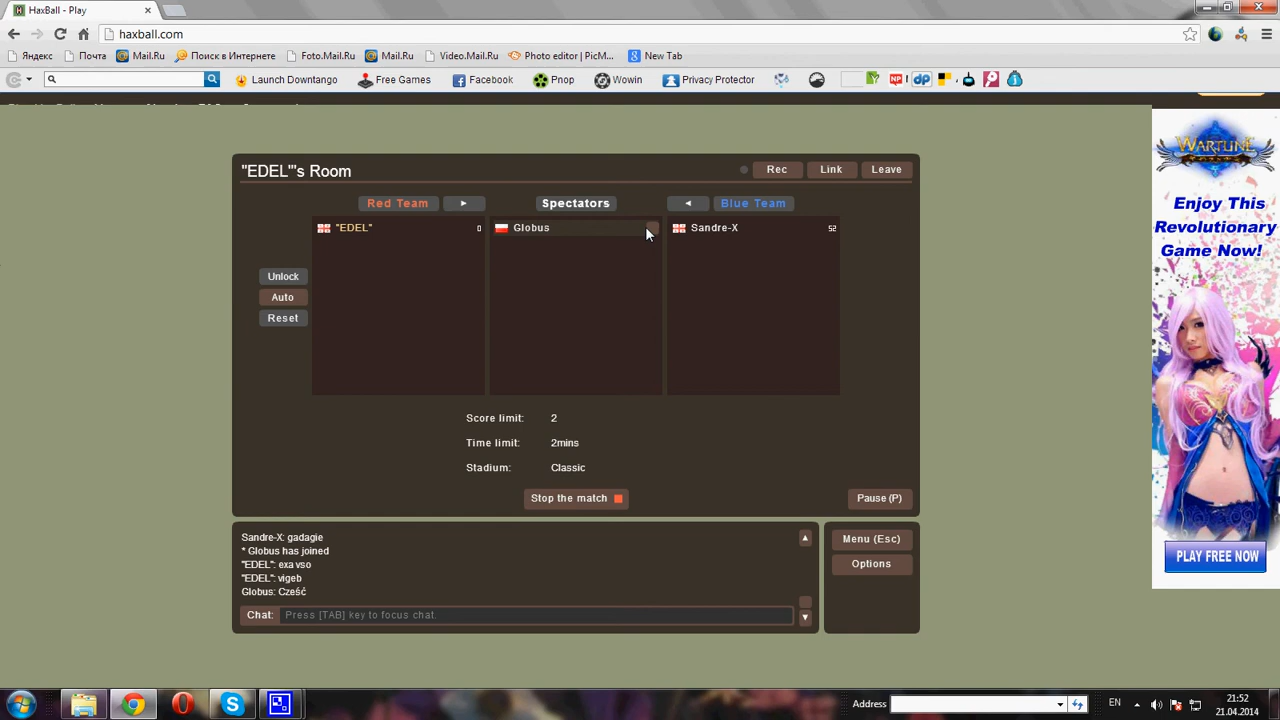 HaxBall - Play
haxball.com
Яндекс Почта Mail.Ru Поиск в Интернете Foto.Mail.Ru Mail.Ru Video.Mail.Ru Photo editor | PicM... New Tab
Launch Downtango Free Games Facebook Pnop Wowin Privacy Protector NP dp
"EDEL"'s Room
Rec Link Leave
Red Team Spectators Blue Team
"EDEL" 0 Globus Sandre-X 52
Unlock
Auto
Reset
Score limit: 2
Time limit: 2mins
Stadium: Classic
Stop the match Pause (P)
Sandre-X: gadagie
* Globus has joined
"EDEL": exa vso
"EDEL": vigeb
Globus: Cześć
Chat: Press [TAB] key to focus chat.
Menu (Esc)
Options
WARTUNE
Enjoy This
Revolutionary
Game Now!
PLAY FREE NOW
Address EN 21:52
21.04.2014